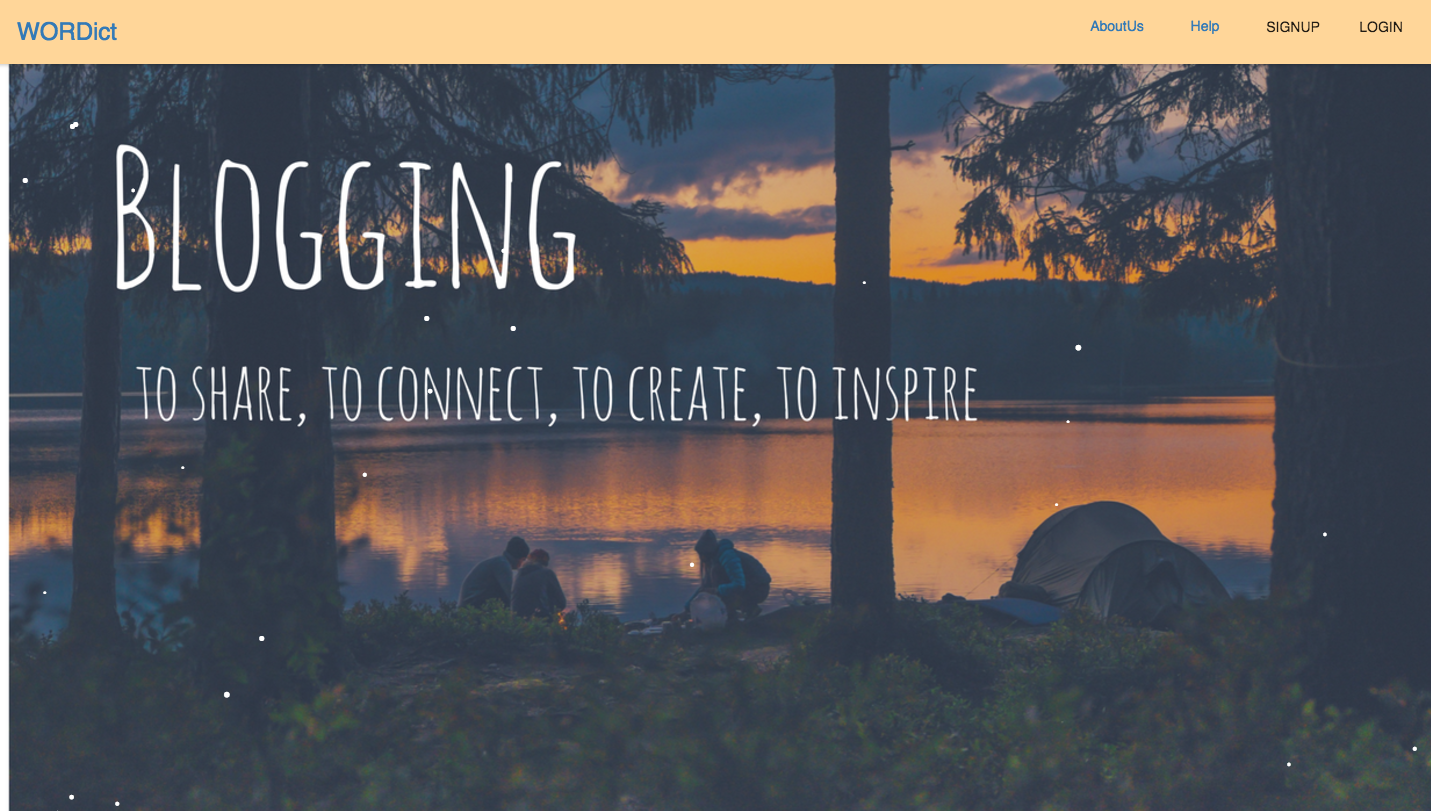 WORDict AboutUs Help SIGNUP LOGIN
BLOGGING
TO SHARE, TO CONNECT, TO CREATE, TO INSPIRE